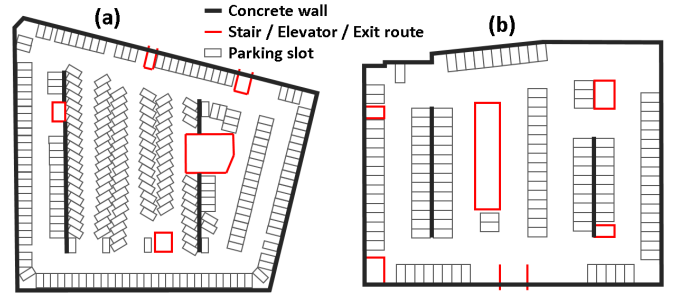 (a)
Concrete wall
Stair / Elevator / Exit route
Parking slot
(b)